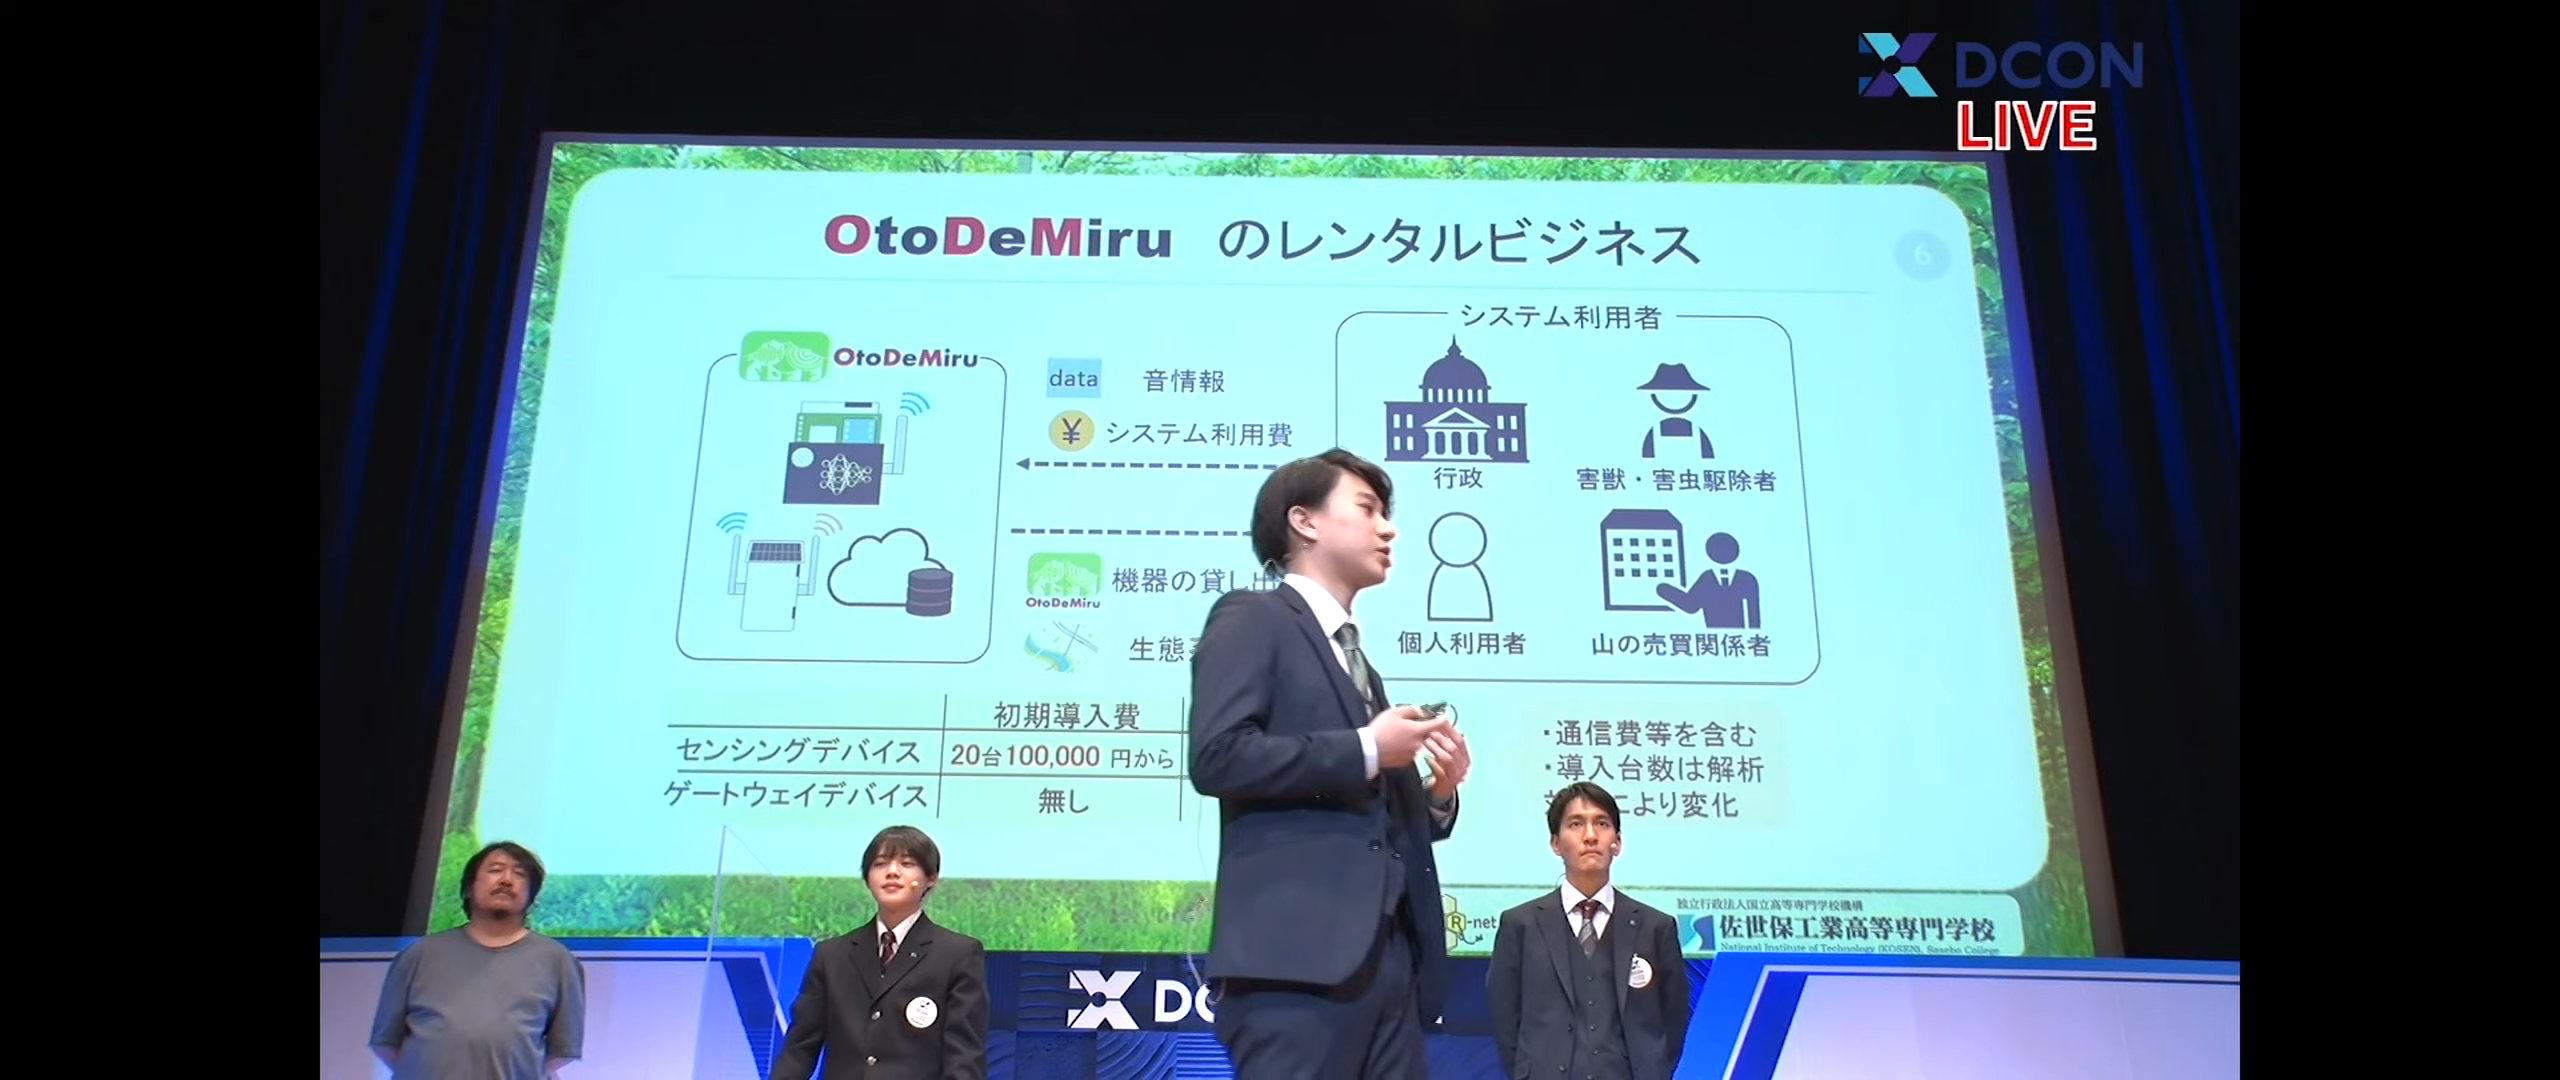 DCON
LIVE
OtoDeMiru のレンタルビジネス
6
システム利用者
OtoDeMiru
data 音情報
¥ システム利用費
行政
害獣・害虫駆除者
OtoDeMiru
機器の貸し出
生態
個人利用者
山の売買関係者
初期導入費
センシングデバイス 20台100,000 円から
ゲートウェイデバイス 無し
・通信費等を含む
・導入台数は解析
により変化
R-net
独立行政法人国立高等専門学校機構
佐世保工業高等専門学校
National Institute of Technology (KOSEN), Sasebo College
DC